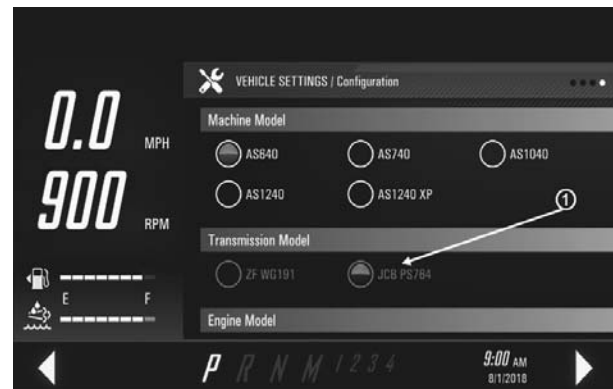 VEHICLE SETTINGS / Configuration
Machine Model
AS640 AS740 AS1040
AS1240 AS1240 XP
Transmission Model
ZF WG191 JCB PS764
Engine Model
0.0 MPH
900 RPM
E F
P R N M 1 2 3 4
9:00 AM
8/1/2018
1